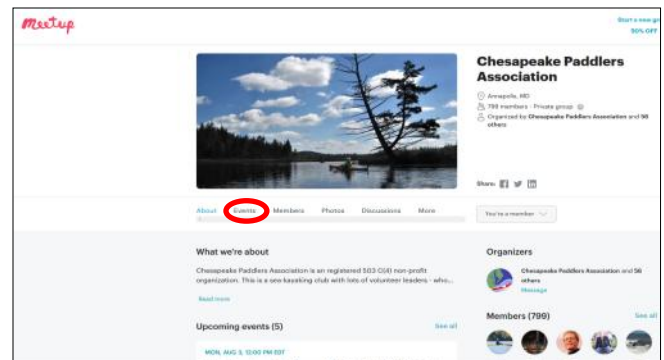 Meetup
Start a new gro
50% OFF
Chesapeake Paddlers
Association
Annapolis, MD
799 members · Private group
Organized by Chesapeake Paddlers Association and 56
others
Share:
About Events Members Photos Discussions More
You're a member
What we're about
Chesapeake Paddlers Association is an registered 503 C(4) non-profit
organization. This is a sea kayaking club with lots of volunteer leaders - who...
Read more
Organizers
Chesapeake Paddlers Association and 56
others
Message
Upcoming events (5)
See all
MON, AUG 3, 12:00 PM EDT
Members (799)
See all